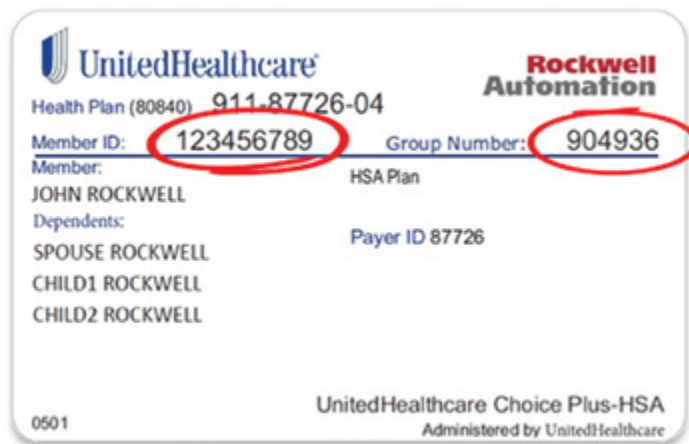 UnitedHealthcare®
Rockwell
Automation
Health Plan (80840) 911-87726-04
Member ID: 123456789 Group Number: 904936
Member:
HSA Plan
JOHN ROCKWELL
Dependents:
SPOUSE ROCKWELL
Payer ID 87726
CHILD1 ROCKWELL
CHILD2 ROCKWELL
UnitedHealthcare Choice Plus-HSA
0501
Administered by UnitedHealthcare